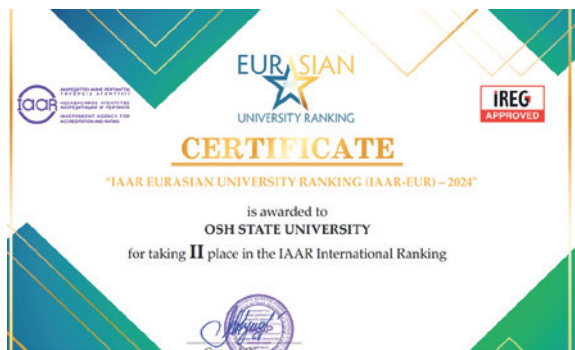 EURASIAN
UNIVERSITY RANKING
IAAR
INDEPENDENT AGENCY FOR
ACCREDITATION AND RATING
IREG
APPROVED
CERTIFICATE
“IAAR EURASIAN UNIVERSITY RANKING (IAAR-EUR) – 2024”
is awarded to
OSH STATE UNIVERSITY
for taking II place in the IAAR International Ranking